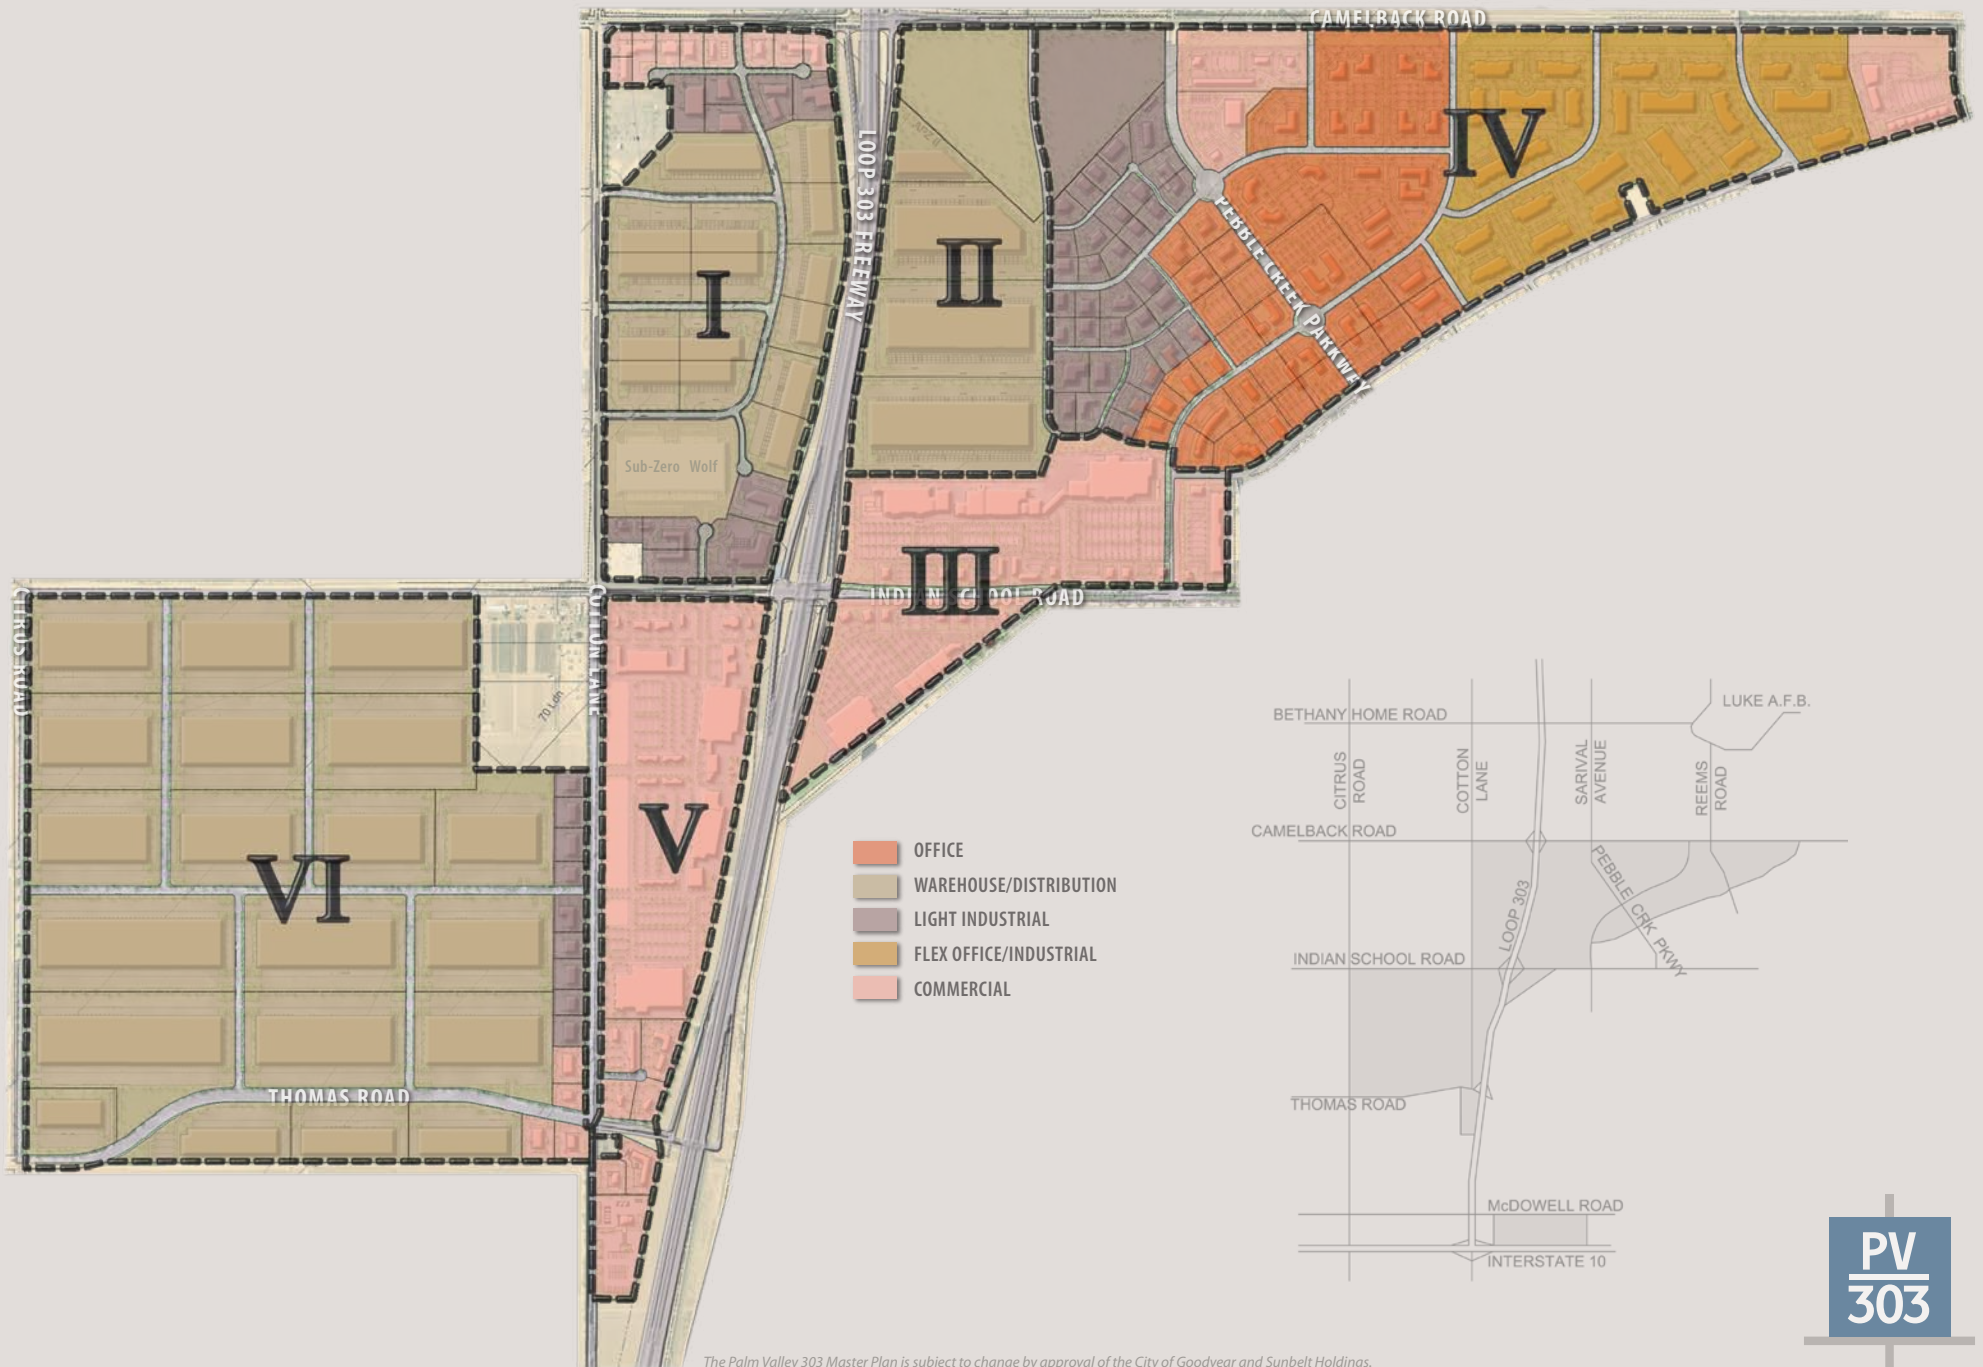 CAMELBACK ROAD
LOOP 303 FREEWAY
APZ II
I
II
IV
PEBBLE CREEK PARKWAY
Sub-Zero Wolf
III
INDIAN SCHOOL ROAD
CITRUS ROAD
COTTON LANE
70 Ldn
V
VI
THOMAS ROAD
OFFICE
WAREHOUSE/DISTRIBUTION
LIGHT INDUSTRIAL
FLEX OFFICE/INDUSTRIAL
COMMERCIAL
LUKE A.F.B.
BETHANY HOME ROAD
CITRUS
ROAD
COTTON
LANE
SARIVAL
AVENUE
REEMS
ROAD
CAMELBACK ROAD
PEBBLE CRK PKWY
LOOP 303
INDIAN SCHOOL ROAD
THOMAS ROAD
McDOWELL ROAD
INTERSTATE 10
PV
303
The Palm Valley 303 Master Plan is subject to change by approval of the City of Goodyear and Sunbelt Holdings.